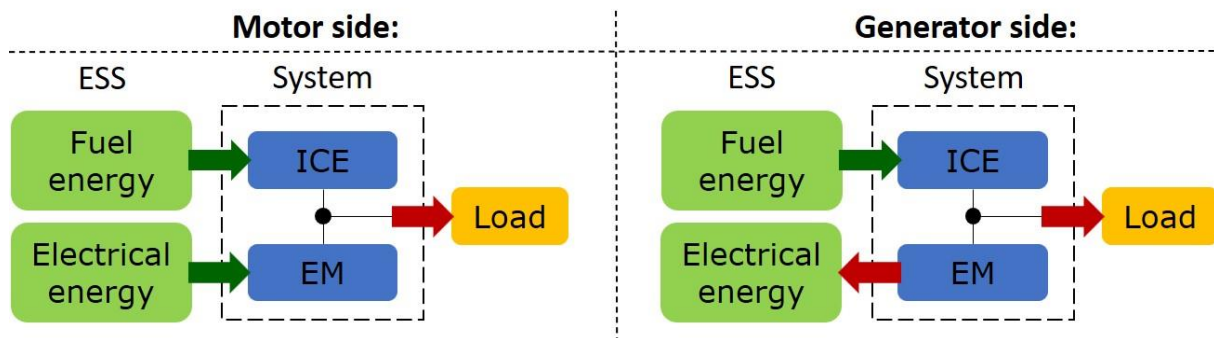 Motor side:
Generator side:
ESS
System
ESS
System
Fuel
energy
ICE
Load
Electrical
energy
EM
Fuel
energy
ICE
Load
Electrical
energy
EM